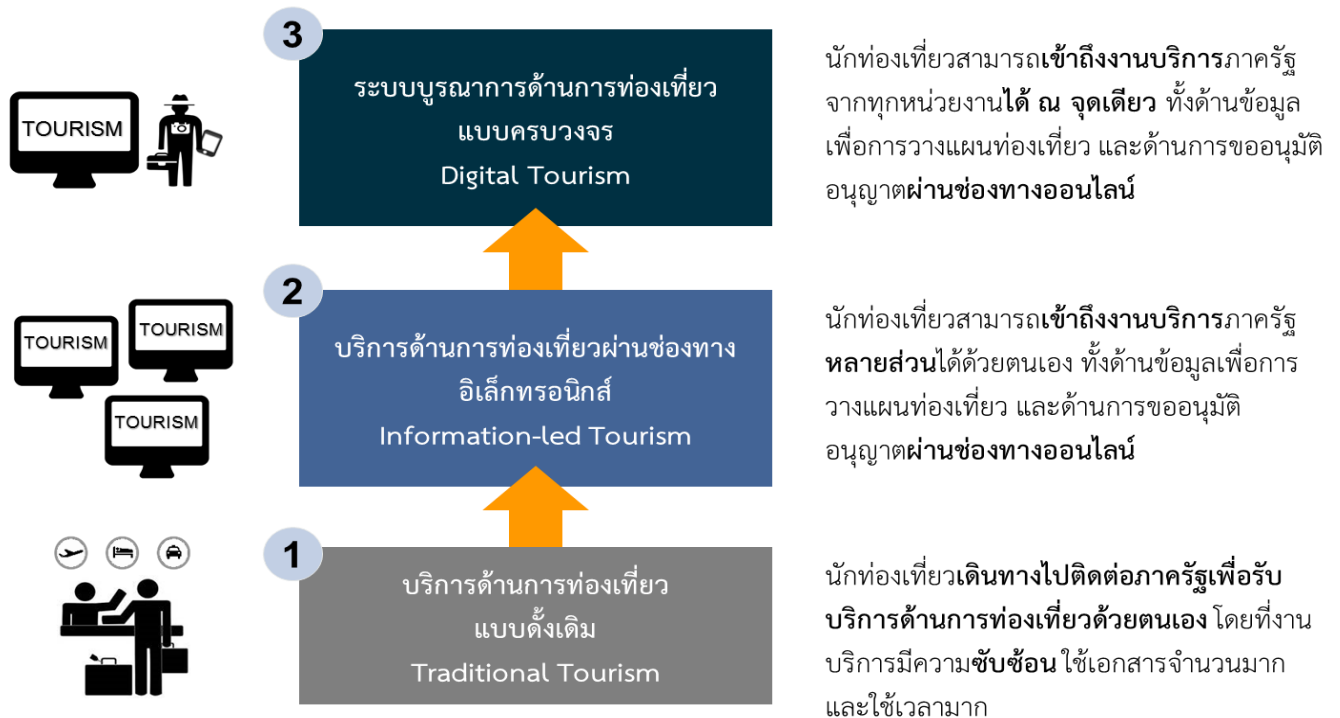 3
ระบบบูรณาการด้านการท่องเที่ยว
แบบครบวงจร
Digital Tourism
TOURISM
นักท่องเที่ยวสามารถเข้าถึงงานบริการภาครัฐ
จากทุกหน่วยงานได้ ณ จุดเดียว ทั้งด้านข้อมูล
เพื่อการวางแผนท่องเที่ยว และด้านการขออนุมัติ
อนุญาตผ่านช่องทางออนไลน์
2
บริการด้านการท่องเที่ยวผ่านช่องทาง
อิเล็กทรอนิกส์
Information-led Tourism
TOURISM
TOURISM
TOURISM
นักท่องเที่ยวสามารถเข้าถึงงานบริการภาครัฐ
หลายส่วนได้ด้วยตนเอง ทั้งด้านข้อมูลเพื่อการ
วางแผนท่องเที่ยว และด้านการขออนุมัติ
อนุญาตผ่านช่องทางออนไลน์
1
บริการด้านการท่องเที่ยว
แบบดั้งเดิม
Traditional Tourism
นักท่องเที่ยวเดินทางไปติดต่อภาครัฐเพื่อรับ
บริการด้านการท่องเที่ยวด้วยตนเอง โดยที่งาน
บริการมีความซับซ้อน ใช้เอกสารจำนวนมาก
และใช้เวลามาก